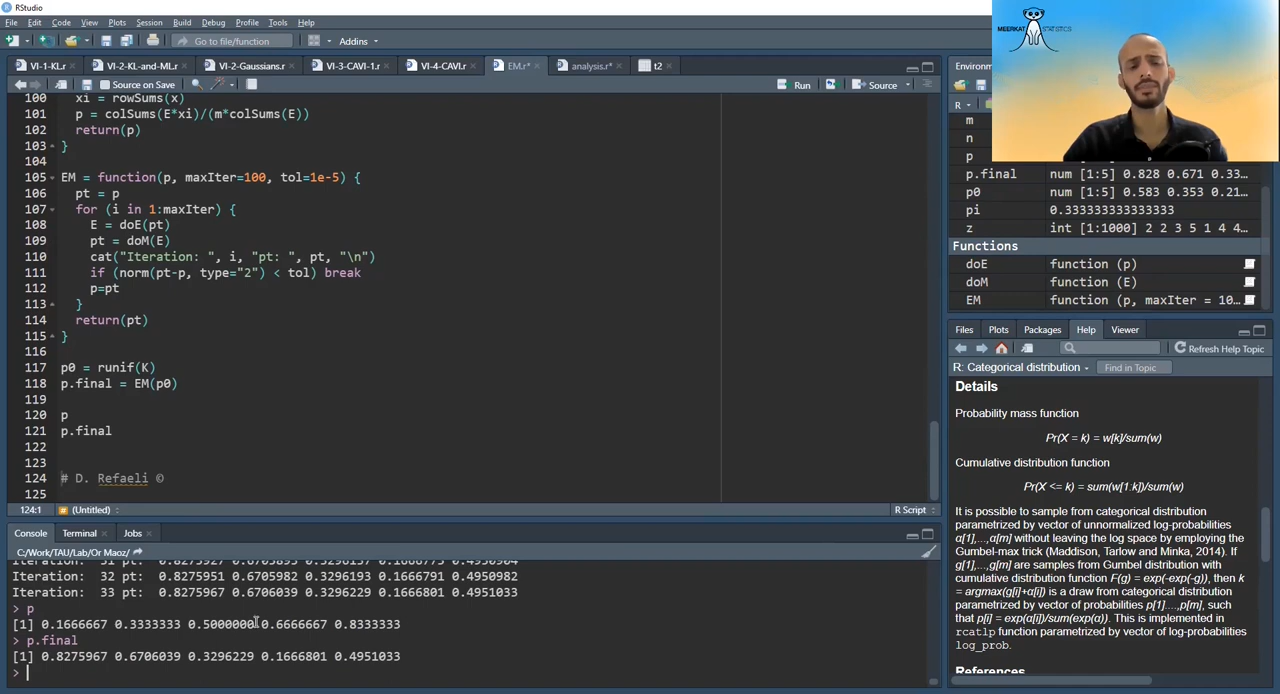 RStudio
File Edit Code View Plots Session Build Debug Profile Tools Help
Go to file/function Addins
VI-1-KL.r VI-2-KL-and-ML.r VI-2-Gaussians.r VI-3-CAVI-1.r VI-4-CAVI.r EM.r* analysis.r* t2
Source on Save Run Source
100 xi = rowSums(x)
101 p = colSums(E*xi)/(m*colSums(E))
102 return(p)
103 }
104
105 EM = function(p, maxIter=100, tol=1e-5) {
106 pt = p
107 for (i in 1:maxIter) {
108 E = doE(pt)
109 pt = doM(E)
110 cat("Iteration: ", i, "pt: ", pt, "\n")
111 if (norm(pt-p, type="2") < tol) break
112 p=pt
113 }
114 return(pt)
115 }
116
117 p0 = runif(K)
118 p.final = EM(p0)
119
120 p
121 p.final
122
123
124 # D. Refaeli ©
125
124:1 (Untitled) R Script
Console Terminal Jobs
C:/Work/TAU/Lab/Or Maoz/
Iteration: 32 pt: 0.8275951 0.6705982 0.3296193 0.1666791 0.4950982
Iteration: 33 pt: 0.8275967 0.6706039 0.3296229 0.1666801 0.4951033
> p
[1] 0.1666667 0.3333333 0.5000000 0.6666667 0.8333333
> p.final
[1] 0.8275967 0.6706039 0.3296229 0.1666801 0.4951033
>
MEERKAT STATISTICS
Environ
R
m
n
p
p.final num [1:5] 0.828 0.671 0.33…
p0 num [1:5] 0.583 0.353 0.21…
pi 0.333333333333333
z int [1:1000] 2 2 3 5 1 4 4…
Functions
doE function (p)
doM function (E)
EM function (p, maxIter = 10…
Files Plots Packages Help Viewer
Refresh Help Topic
R: Categorical distribution Find in Topic
Details
Probability mass function
Pr(X = k) = w[k]/sum(w)
Cumulative distribution function
Pr(X <= k) = sum(w[1:k])/sum(w)
It is possible to sample from categorical distribution
parametrized by vector of unnormalized log-probabilities
α[1],...,α[m] without leaving the log space by employing the
Gumbel-max trick (Maddison, Tarlow and Minka, 2014). If
g[1],...,g[m] are samples from Gumbel distribution with
cumulative distribution function F(g) = exp(-exp(-g)), then k
= argmax(g[i]+α[i]) is a draw from categorical distribution
parametrized by vector of probabilities p[1],...,p[m], such
that p[i] = exp(α[i])/sum(exp(α)). This is implemented in
rcatlp function parametrized by vector of log-probabilities
log_prob.
References